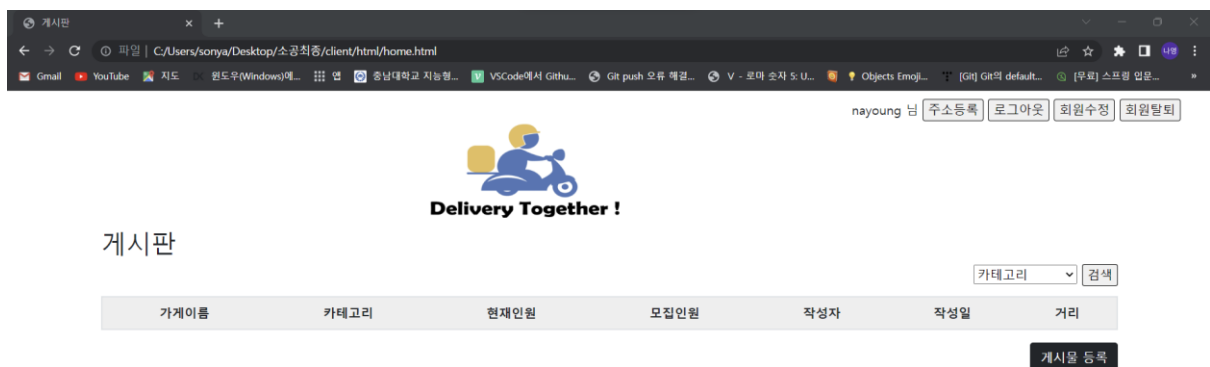 게시판
파일 | C:/Users/sonya/Desktop/소공최종/client/html/home.html 나영
Gmail YouTube 지도 윈도우(Windows)에... 앱 충남대학교 지능형... VSCode에서 Githu... Git push 오류 해결... V - 로마 숫자 5: U... Objects Emoji... [Git] Git의 default... [무료] 스프링 입문... »
nayoung 님 주소등록 로그아웃 회원수정 회원탈퇴
Delivery Together !
게시판
카테고리 검색
가게이름 카테고리 현재인원 모집인원 작성자 작성일 거리
게시물 등록